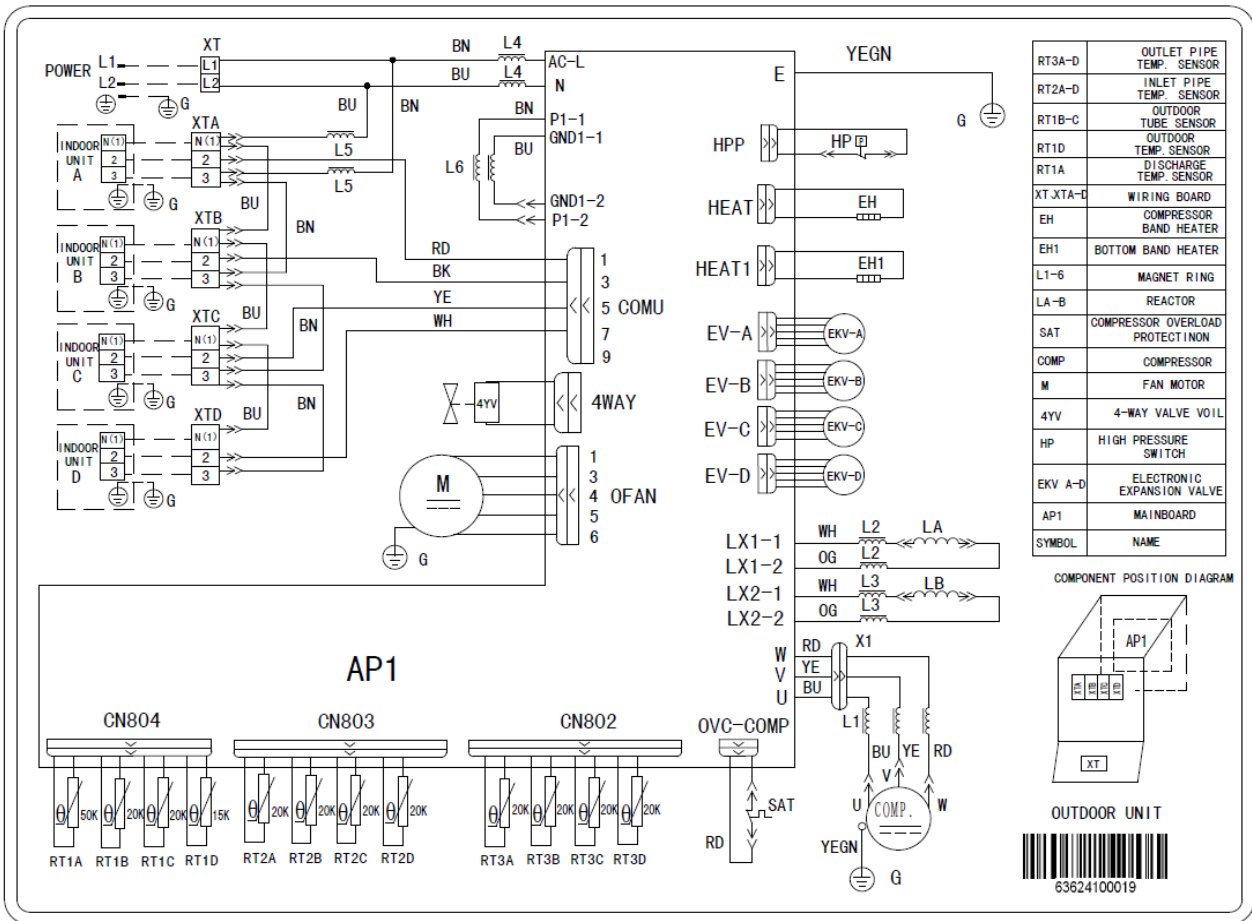 POWER L1 XT L1 BN L4 AC-L
L2 L2 BU L4 N
G
E YEGN
G
BU BN
BN P1-1
GND1-1
BU
L6
GND1-2
P1-2
XTA
INDOOR UNIT A N(1) 2 3 G
N(1) 2 3
L5
L5
BU
BN
XTB
INDOOR UNIT B N(1) 2 3 G
N(1) 2 3
XTC
INDOOR UNIT C N(1) 2 3 G
N(1) 2 3
BU
BN
XTD
INDOOR UNIT D N(1) 2 3 G
N(1) 2 3
BU
BN
RD
BK
YE
WH
1
3
5 COMU
7
9
4YV 4WAY
M
G
1
3
4 OFAN
5
6
HPP HP P
HEAT EH
HEAT1 EH1
EV-A EKV-A
EV-B EKV-B
EV-C EKV-C
EV-D EKV-D
LX1-1 WH L2 LA
LX1-2 OG L2
LX2-1 WH L3 LB
LX2-2 OG L3
W RD X1
V YE
U BU
L1
BU YE RD
V
U COMP. W
YEGN
G
AP1
CN804
CN803
CN802
OVC-COMP
θ 50K θ 20K θ 20K θ 15K
RT1A RT1B RT1C RT1D
θ 20K θ 20K θ 20K θ 20K
RT2A RT2B RT2C RT2D
θ 20K θ 20K θ 20K θ 20K
RT3A RT3B RT3C RT3D
SAT
RD
RT3A-D OUTLET PIPE
TEMP. SENSOR
RT2A-D INLET PIPE
TEMP. SENSOR
RT1B-C OUTDOOR
TUBE SENSOR
RT1D OUTDOOR
TEMP. SENSOR
RT1A DISCHARGE
TEMP. SENSOR
XT.XTA-D WIRING BOARD
EH COMPRESSOR
BAND HEATER
EH1 BOTTOM BAND HEATER
L1-6 MAGNET RING
LA-B REACTOR
SAT COMPRESSOR OVERLOAD
PROTECTINON
COMP COMPRESSOR
M FAN MOTOR
4YV 4-WAY VALVE VOIL
HP HIGH PRESSURE
SWITCH
EKV A-D ELECTRONIC
EXPANSION VALVE
AP1 MAINBOARD
SYMBOL NAME
COMPONENT POSITION DIAGRAM
AP1
XTA XTB XTC XTD
XT
OUTDOOR UNIT
63624100019